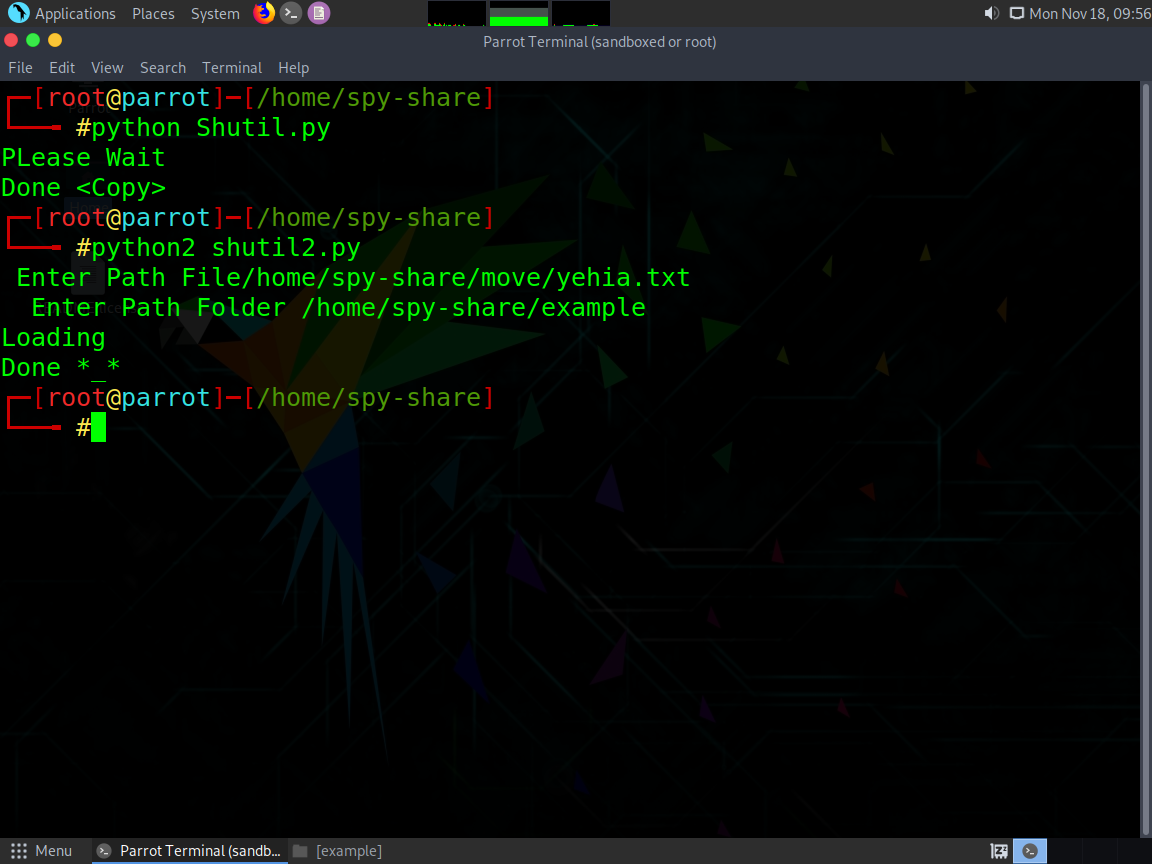 Applications Places System Mon Nov 18, 09:56
Parrot Terminal (sandboxed or root)
File Edit View Search Terminal Help
[root@parrot]─[/home/spy-share]
#python Shutil.py
PLease Wait
Done <Copy>
[root@parrot]─[/home/spy-share]
#python2 shutil2.py
Enter Path File/home/spy-share/move/yehia.txt
Enter Path Folder /home/spy-share/example
Loading
Done *_*
[root@parrot]─[/home/spy-share]
#
Menu Parrot Terminal (sandb... [example]